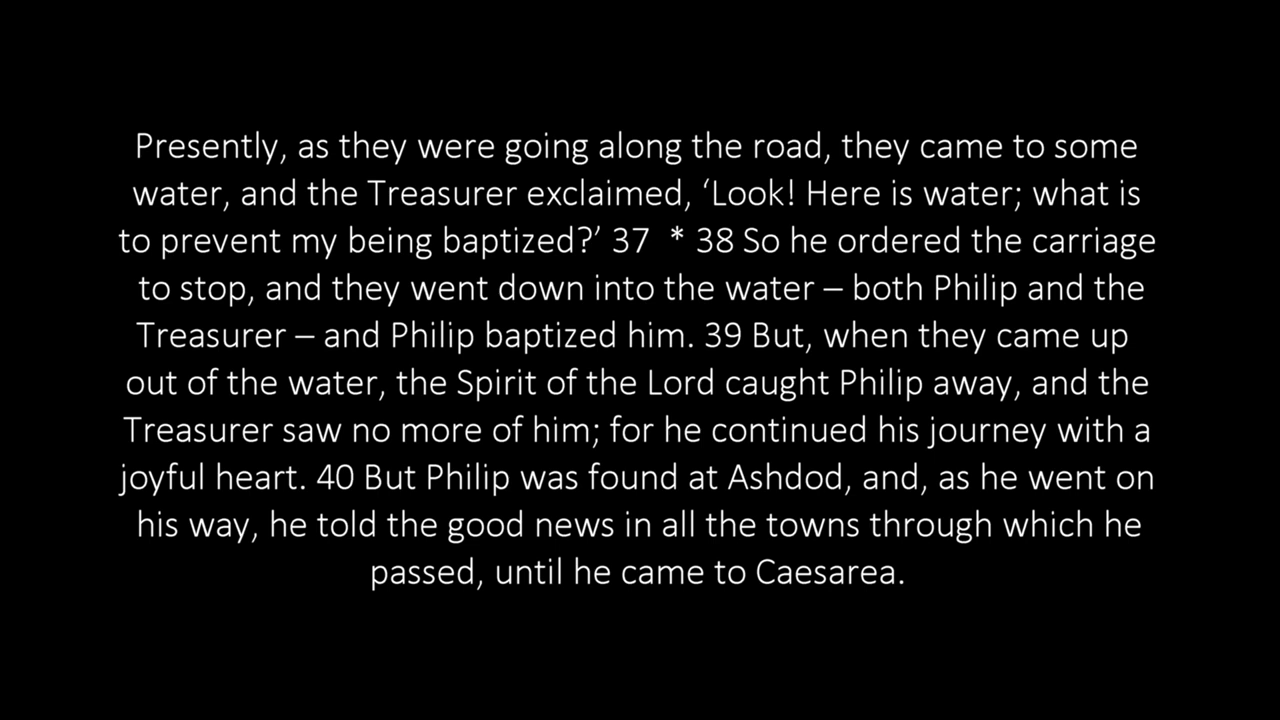 Presently, as they were going along the road, they came to some
water, and the Treasurer exclaimed, ‘Look! Here is water; what is
to prevent my being baptized?’ 37  * 38 So he ordered the carriage
to stop, and they went down into the water – both Philip and the
Treasurer – and Philip baptized him. 39 But, when they came up
out of the water, the Spirit of the Lord caught Philip away, and the
Treasurer saw no more of him; for he continued his journey with a
joyful heart. 40 But Philip was found at Ashdod, and, as he went on
his way, he told the good news in all the towns through which he
passed, until he came to Caesarea.